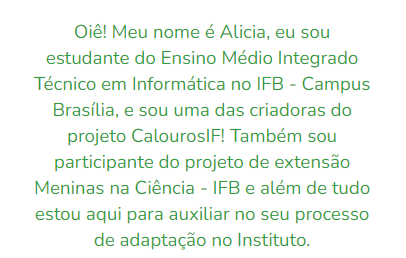 Oiê! Meu nome é Alicia, eu sou
estudante do Ensino Médio Integrado
Técnico em Informática no IFB - Campus
Brasília, e sou uma das criadoras do
projeto CalourosIF! Também sou
participante do projeto de extensão
Meninas na Ciência - IFB e além de tudo
estou aqui para auxiliar no seu processo
de adaptação no Instituto.